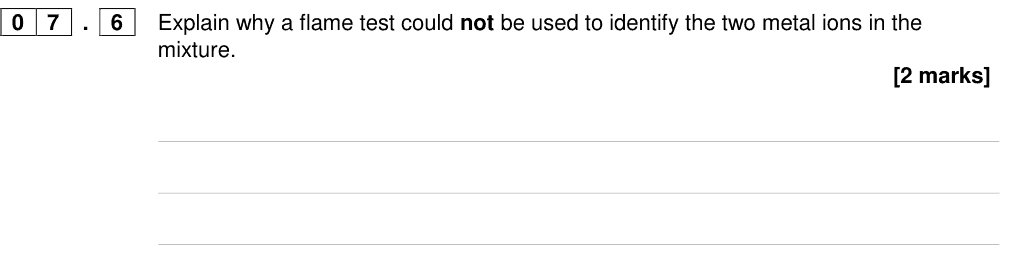 0 7 . 6 Explain why a flame test could not be used to identify the two metal ions in the
mixture.
[2 marks]